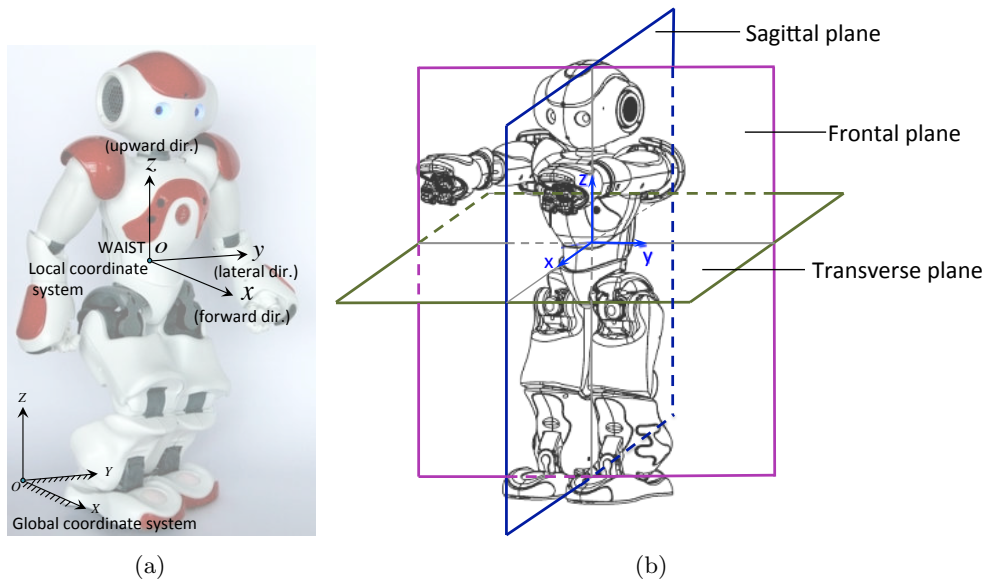 (upward dir.)
z
WAIST o
y
Local coordinate
system
(lateral dir.)
x
(forward dir.)
Z
O
Y
X
Global coordinate system
(a)
Sagittal plane
Frontal plane
z
x
y
Transverse plane
(b)